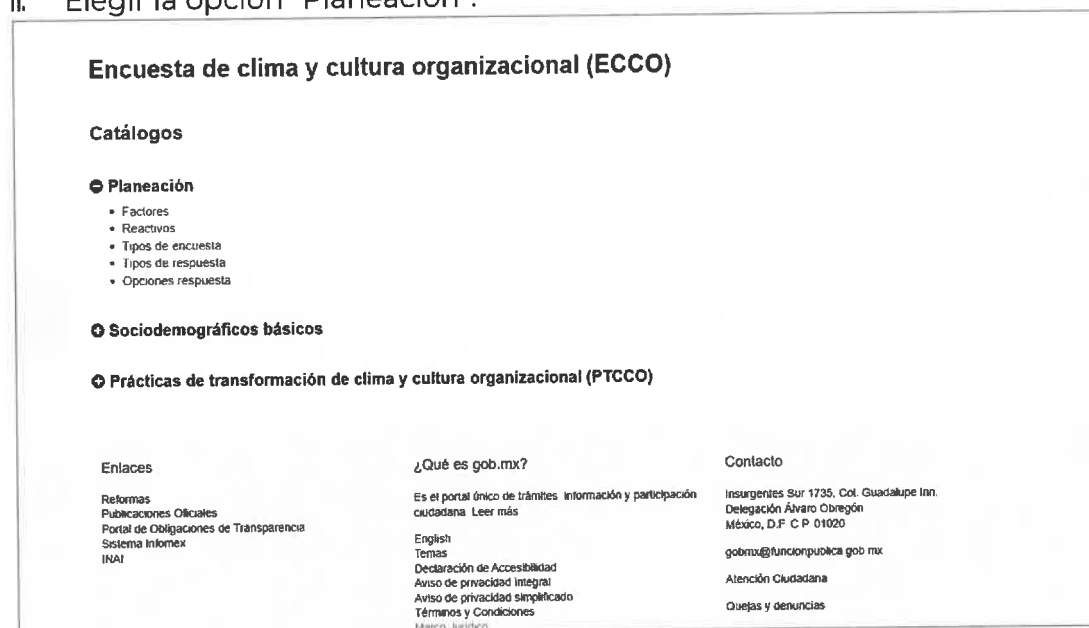 ii. Elegir la opción "Planeación".
Encuesta de clima y cultura organizacional (ECCO)
Catálogos
Planeación
• Factores
• Reactivos
• Tipos de encuesta
• Tipos de respuesta
• Opciones respuesta
Sociodemográficos básicos
Prácticas de transformación de clima y cultura organizacional (PTCCO)
Enlaces
Reformas
Publicaciones Oficiales
Portal de Obligaciones de Transparencia
Sistema Infomex
INAI
¿Qué es gob.mx?
Es el portal único de trámites información y participación
ciudadana Leer más
English
Temas
Declaración de Accesibilidad
Aviso de privacidad integral
Aviso de privacidad simplificado
Términos y Condiciones
Marco Jurídico
Contacto
Insurgentes Sur 1735, Col. Guadalupe Inn.
Delegación Álvaro Obregón
México, D.F C P 01020
gobmx@funcionpublica gob mx
Atención Ciudadana
Quejas y denuncias